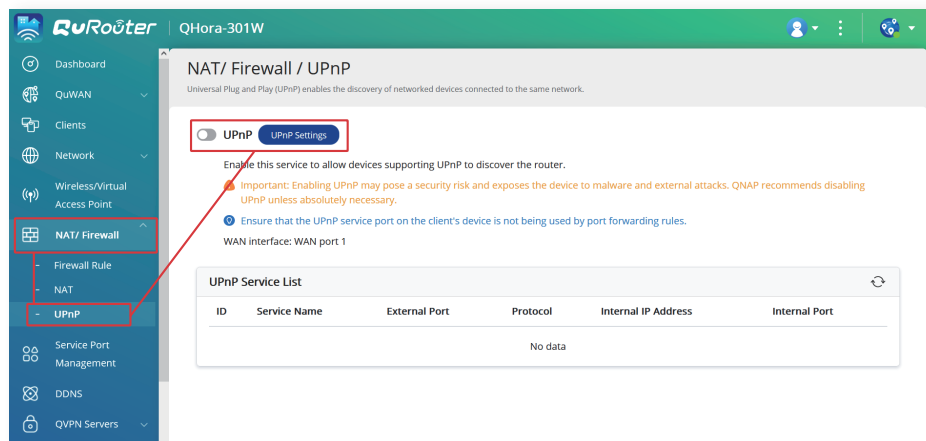 QuRouter
QHora-301W
Dashboard
QuWAN
Clients
Network
Wireless/Virtual
Access Point
NAT/ Firewall
Firewall Rule
NAT
UPnP
Service Port
Management
DDNS
QVPN Servers
NAT/ Firewall / UPnP
Universal Plug and Play (UPnP) enables the discovery of networked devices connected to the same network.
UPnP UPnP Settings
Enable this service to allow devices supporting UPnP to discover the router.
Important: Enabling UPnP may pose a security risk and exposes the device to malware and external attacks. QNAP recommends disabling
UPnP unless absolutely necessary.
Ensure that the UPnP service port on the client's device is not being used by port forwarding rules.
WAN interface: WAN port 1
UPnP Service List
ID Service Name External Port Protocol Internal IP Address Internal Port
No data